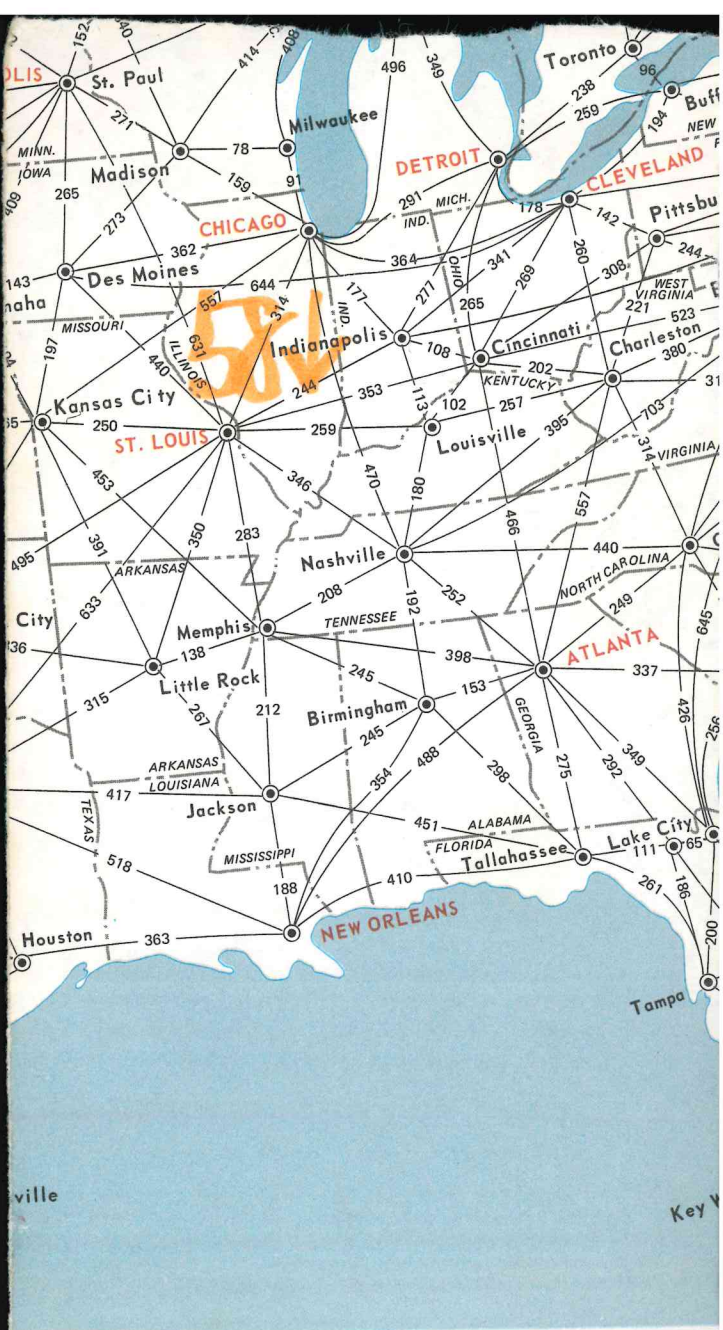 152
40
414
408
496
349
Toronto
96
OLIS
St. Paul
238
259
Buff
271
Milwaukee
194
NEW
MINN.
IOWA
Madison
78
DETROIT
CLEVELAND
409
265
273
159
91
291
MICH.
IND.
178
142
Pittsbu
CHICAGO
362
364
341
OHIO
260
308
244
143
Des Moines
644
177
277
265
269
WEST
VIRGINIA
naha
557
314
IND.
221
MISSOURI
523
197
440
631
ILLINOIS
Indianapolis
108
Cincinnati
Charleston
380
244
353
202
KENTUCKY
31
Kansas City
113
102
257
395
703
250
ST. LOUIS
259
Louisville
314
VIRGINIA
453
346
470
180
557
391
350
283
466
495
ARKANSAS
Nashville
440
C
633
208
192
252
NORTH CAROLINA
City
Memphis
TENNESSEE
249
645
ATLANTA
36
138
398
337
Little Rock
245
315
267
212
Birmingham
153
426
GEORGIA
245
354
488
298
275
292
349
256
ARKANSAS
LOUISIANA
417
Jackson
TEXAS
451
ALABAMA
FLORIDA
Lake City
518
MISSISSIPPI
Tallahassee
111
65
188
410
261
186
NEW ORLEANS
Houston
363
200
Tampa
ville
Key W